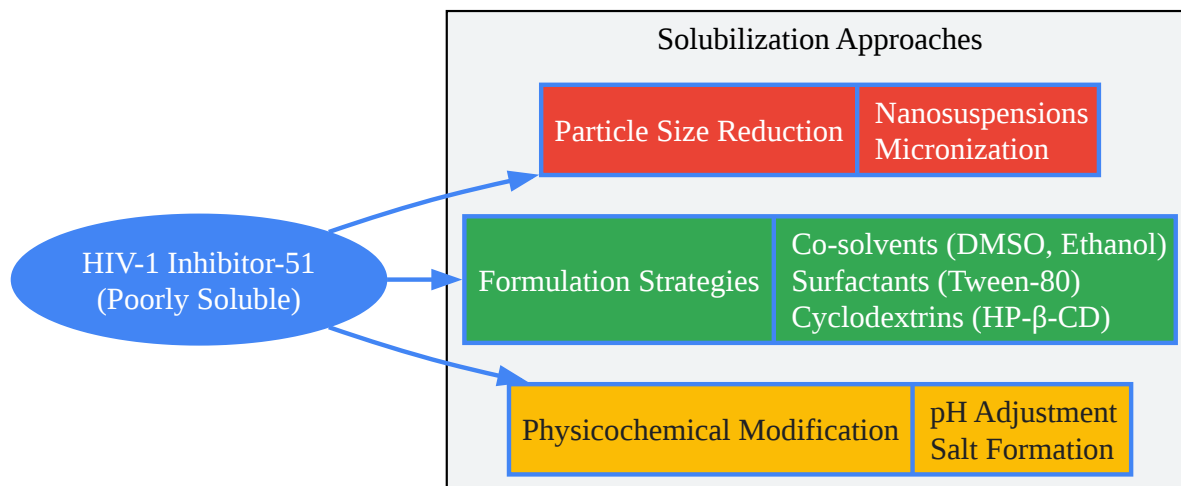 Solubilization Approaches
Particle Size Reduction
Nanosuspensions
Micronization
HIV-1 Inhibitor-51
(Poorly Soluble)
Formulation Strategies
Co-solvents (DMSO, Ethanol)
Surfactants (Tween-80)
Cyclodextrins (HP-β-CD)
Physicochemical Modification
pH Adjustment
Salt Formation